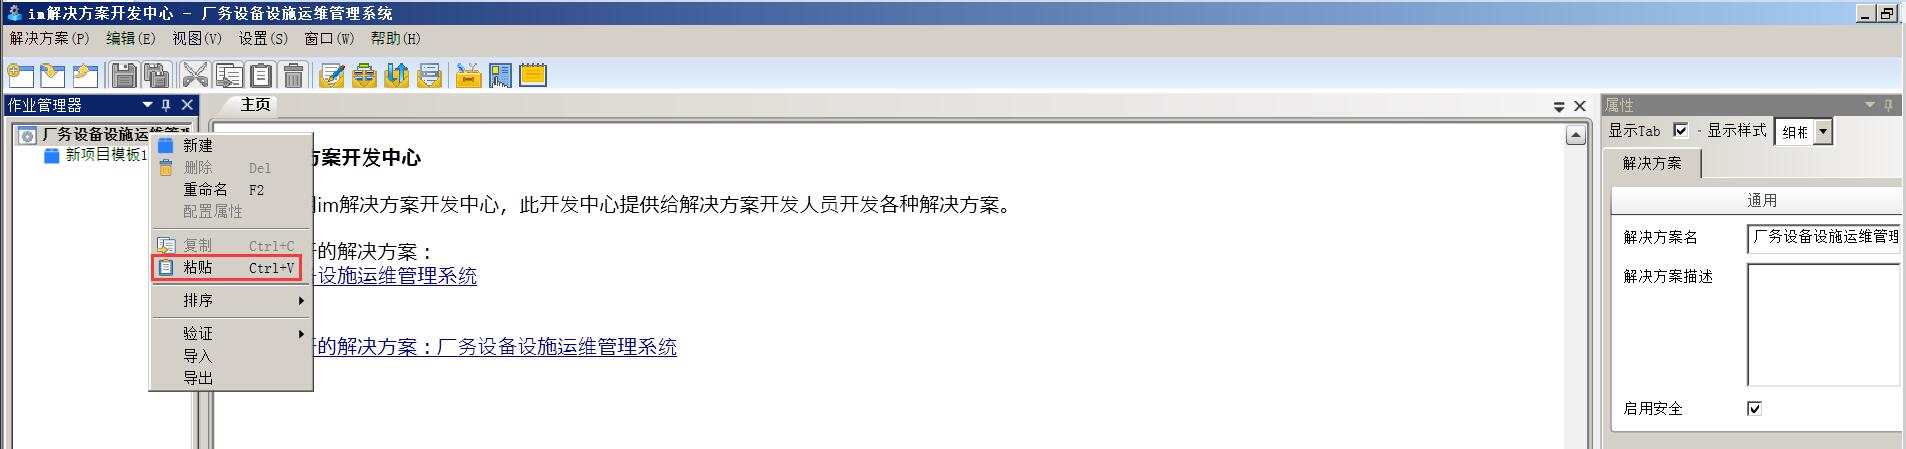 im解决方案开发中心 - 厂务设备设施运维管理系统
解决方案(P) 编辑(E) 视图(V) 设置(S) 窗口(W) 帮助(H)
作业管理器
主页
属性
厂务设备设施运维管理
新项目模板1
新建
删除 Del
重命名 F2
配置属性
复制 Ctrl+C
粘贴 Ctrl+V
排序
验证
导入
导出
方案开发中心
im解决方案开发中心，此开发中心提供给解决方案开发人员开发各种解决方案。
的解决方案：
设施运维管理系统
的解决方案：厂务设备设施运维管理系统
显示Tab - 显示样式
解决方案
通用
解决方案名 厂务设备设施运维管理
解决方案描述
启用安全